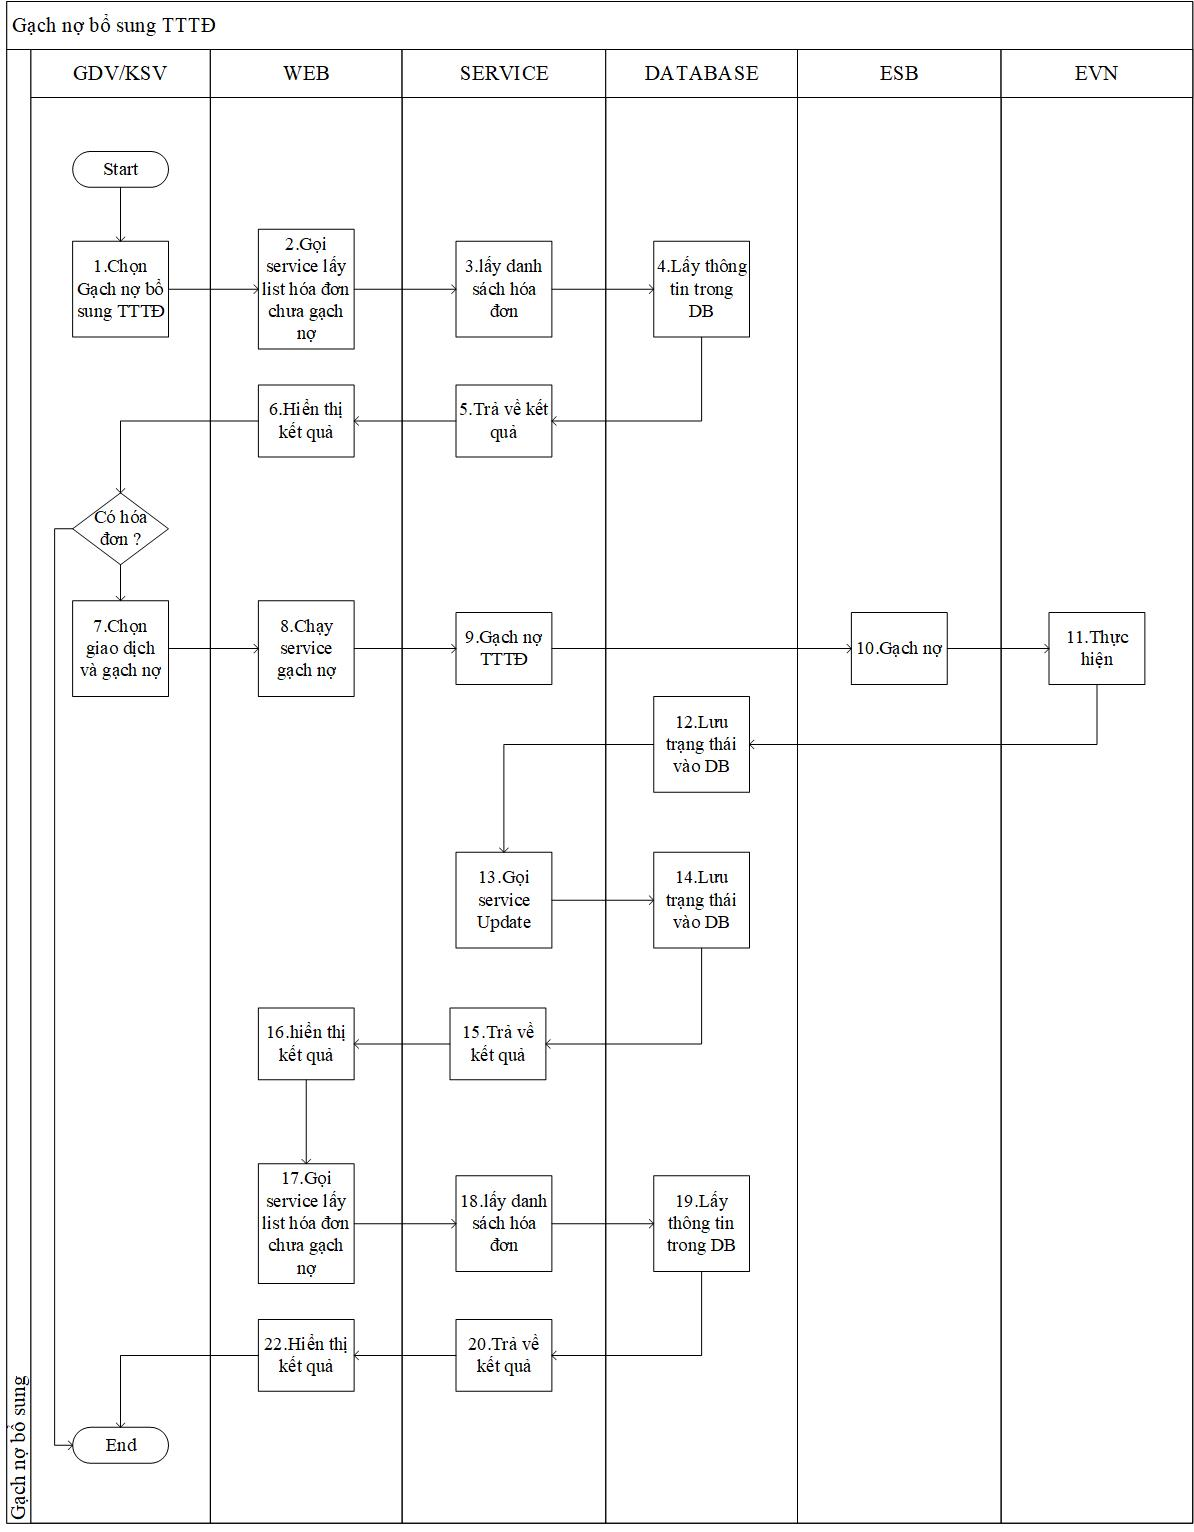 Gạch nợ bổ sung TTTĐ
GDV/KSV
WEB
SERVICE
DATABASE
ESB
EVN
Start
1.Chọn
Gạch nợ bổ
sung TTTĐ
2.Gọi
service lấy
list hóa đơn
chưa gạch
nợ
3.lấy danh
sách hóa
đơn
4.Lấy thông
tin trong
DB
6.Hiển thị
kết quả
5.Trả về kết
quả
Có hóa
đơn ?
7.Chọn
giao dịch
và gạch nợ
8.Chạy
service
gạch nợ
9.Gạch nợ
TTTĐ
10.Gạch nợ
11.Thực
hiện
12.Lưu
trạng thái
vào DB
13.Gọi
service
Update
14.Lưu
trạng thái
vào DB
16.hiển thị
kết quả
15.Trả về
kết quả
17.Gọi
service lấy
list hóa đơn
chưa gạch
nợ
18.lấy danh
sách hóa
đơn
19.Lấy
thông tin
trong DB
22.Hiển thị
kết quả
20.Trả về
kết quả
End
Gạch nợ bổ sung